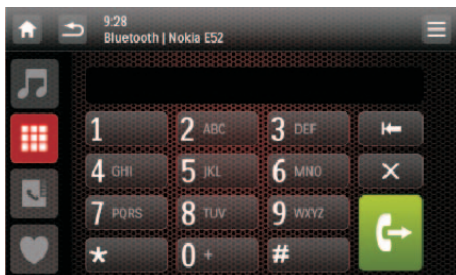 9:28
Bluetooth | Nokia E52
1 2 ABC 3 DEF
4 GHI 5 JKL 6 MNO
7 PQRS 8 TUV 9 WXYZ
* 0 + #